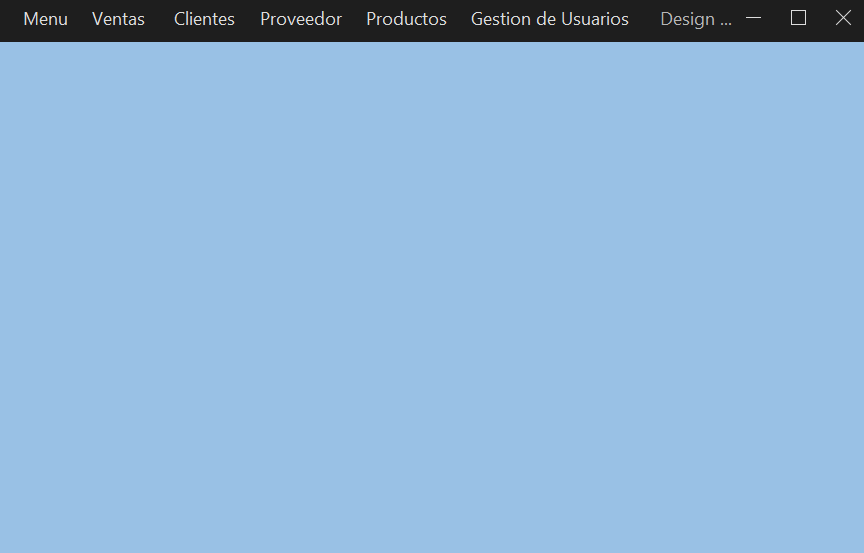 Menu Ventas Clientes Proveedor Productos Gestion de Usuarios Design ...